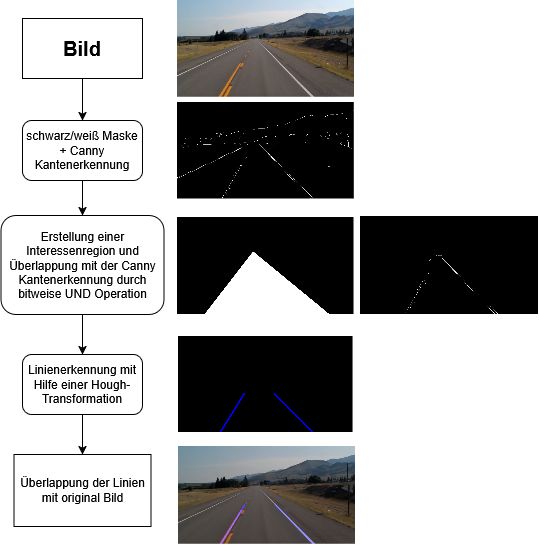 Bild
schwarz/weiß Maske
+ Canny
Kantenerkennung
Erstellung einer
Interessenregion und
Überlappung mit der Canny
Kantenerkennung durch
bitweise UND Operation
Linienerkennung mit
Hilfe einer Hough-
Transformation
Überlappung der Linien
mit original Bild